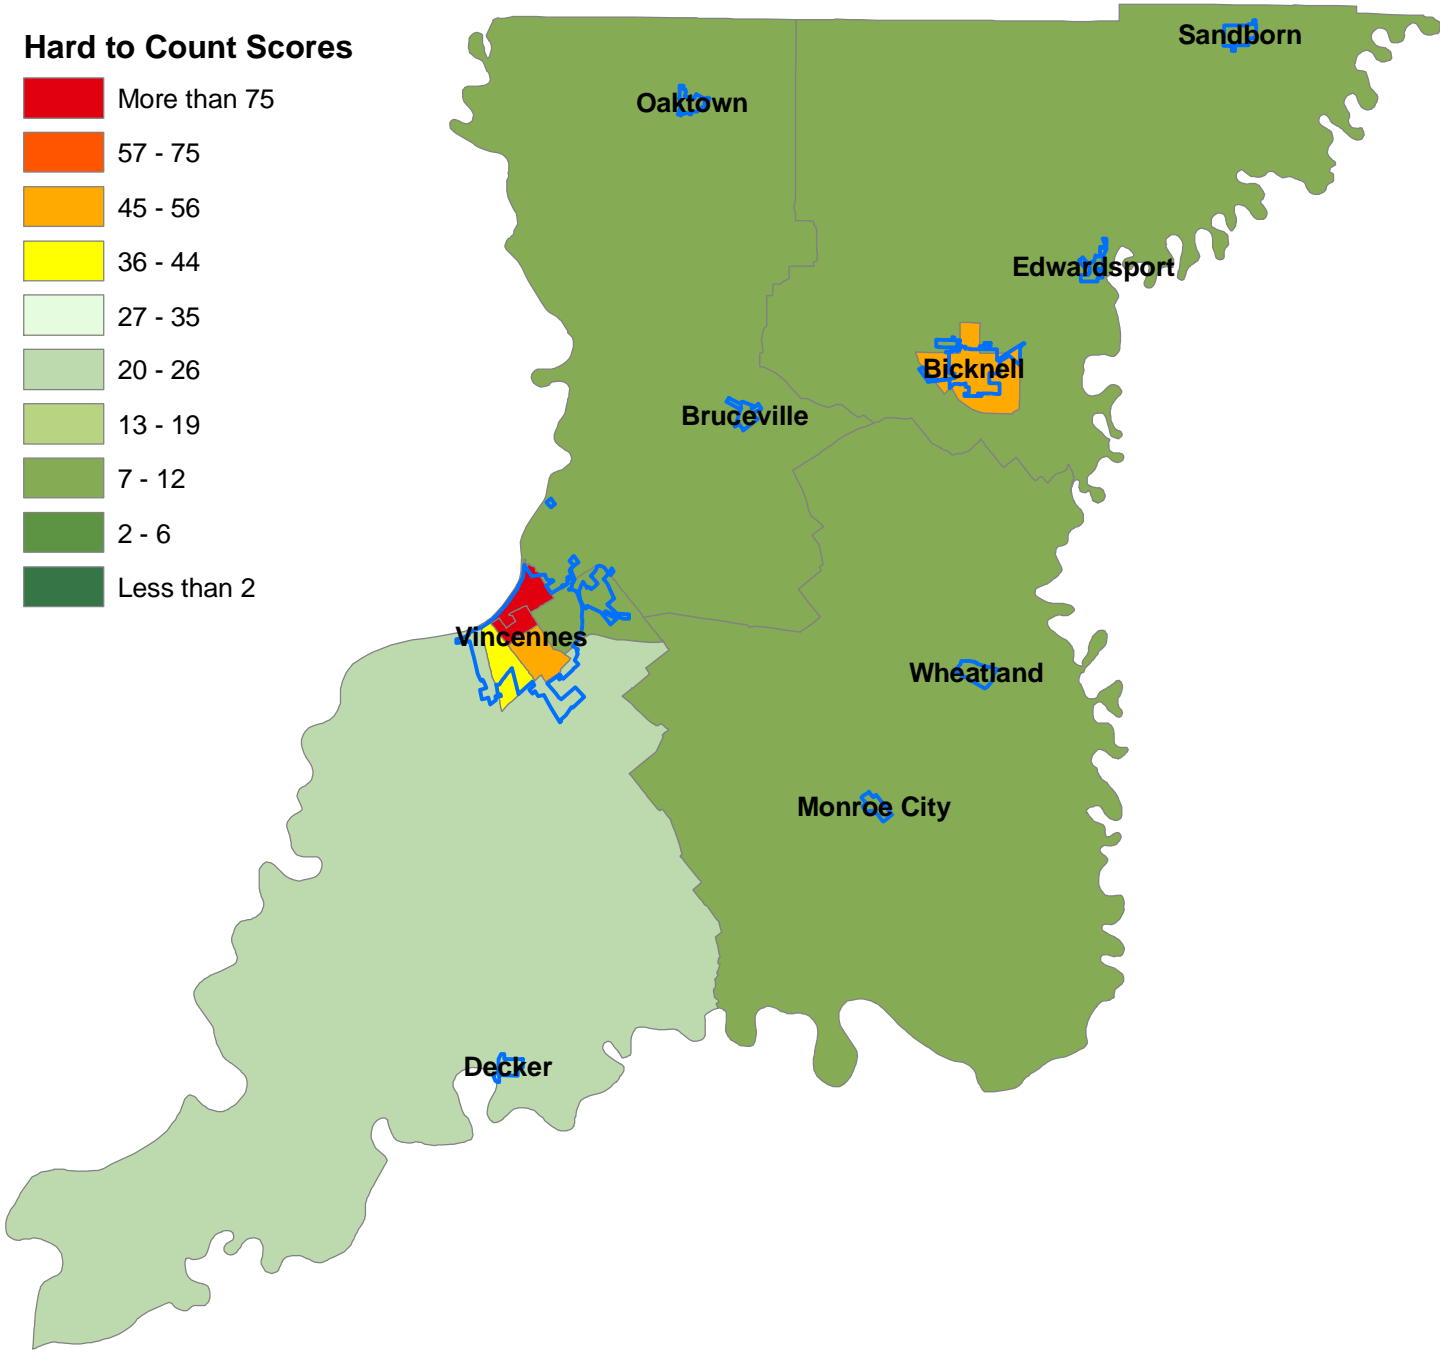 Hard to Count Scores
More than 75
57 - 75
45 - 56
36 - 44
27 - 35
20 - 26
13 - 19
7 - 12
2 - 6
Less than 2
Sandborn
Oaktown
Edwardsport
Bicknell
Bruceville
Vincennes
Wheatland
Monroe City
Decker